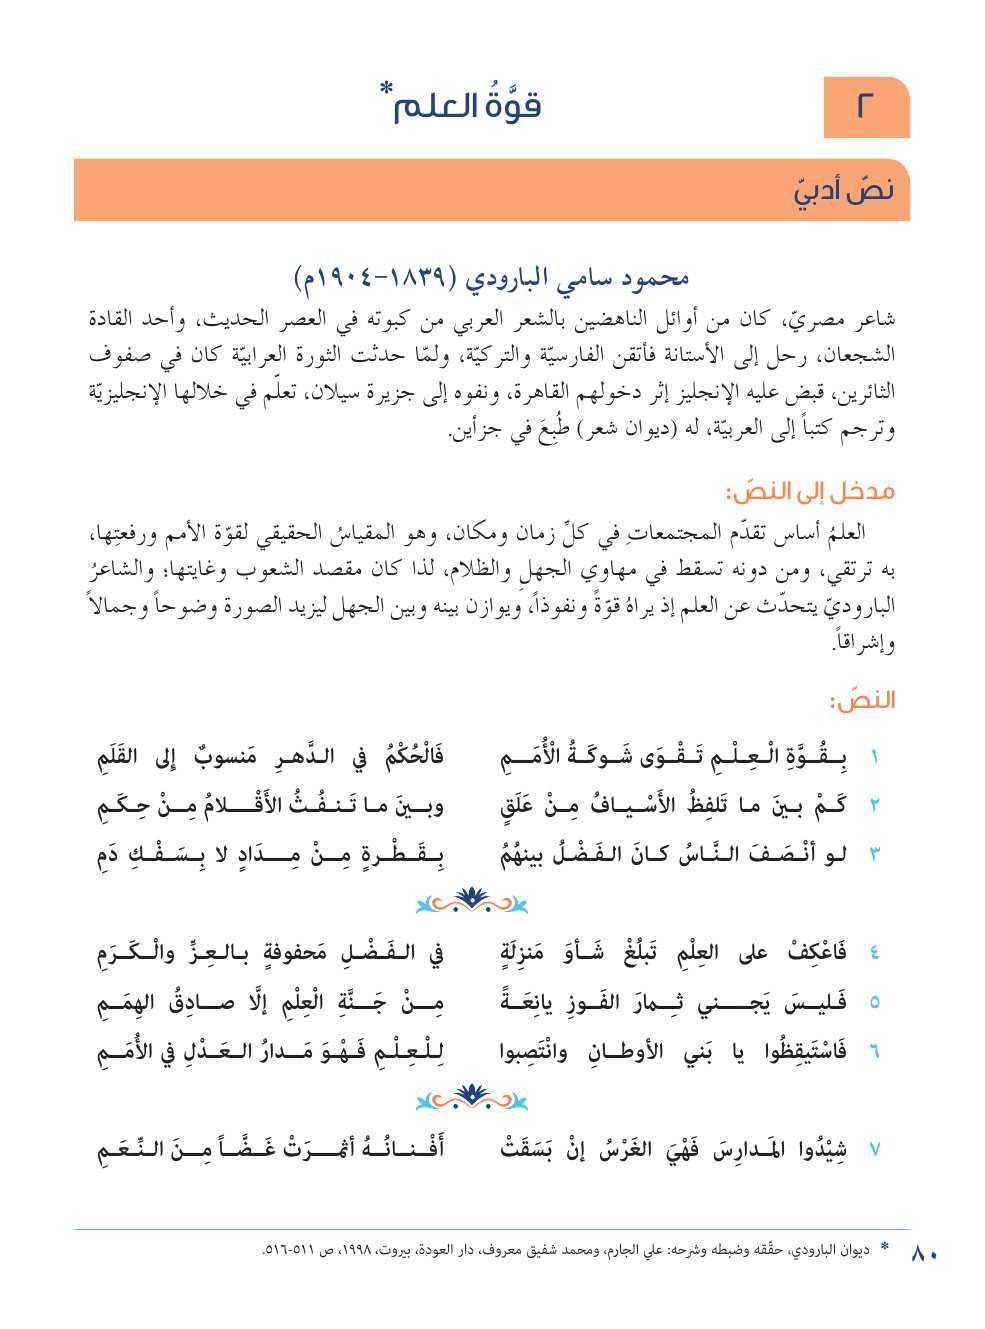 ٢
قوَّةُ العلم*
نصّ أدبيّ
محمود سامي البارودي (١٨٣٩-١٩٠٤م)
شاعر مصريّ، كان من أوائل الناهضين بالشعر العربي من كبوته في العصر الحديث، وأحد القادة
الشجعان، رحل إلى الأستانة فأتقن الفارسيّة والتركيّة، ولمّا حدثت الثورة العرابيّة كان في صفوف
الثائرين، قبض عليه الإنجليز إثر دخولهم القاهرة، ونفوه إلى جزيرة سيلان، تعلّم في خلالها الإنجليزيّة
وترجم كتباً إلى العربيّة، له (ديوان شعر) طُبِعَ في جزأين.
مدخل إلى النصّ:
العلمُ أساس تقدّم المجتمعاتِ في كلِّ زمان ومكان، وهو المقياسُ الحقيقي لقوّة الأمم ورفعتِها،
به ترتقي، ومن دونه تسقط في مهاوي الجهلِ والظلام، لذا كان مقصد الشعوب وغايتها؛ والشاعرُ
الباروديّ يتحدّث عن العلم إذ يراهُ قوّةً ونفوذاً، ويوازن بينه وبين الجهل ليزيد الصورة وضوحاً وجمالاً
وإشراقاً.
النصّ:
١ بِقُوَّةِ الْعِلْمِ تَقْوَى شَوكَةُ الْأُمَمِ فَالْحُكْمُ في الدَّهرِ مَنسوبٌ إلى القَلَمِ
٢ كَمْ بينَ ما تَلفِظُ الأَسْيافُ مِنْ عَلَقٍ وبينَ ما تَنفُثُ الأَقْلامُ مِنْ حِكَمِ
٣ لو أنْصَفَ النَّاسُ كانَ الفَضْلُ بينهُمُ بِقَطْرةٍ مِنْ مِدَادٍ لا بِسَفْكِ دَمِ
٤ فَاعْكِفْ على العِلْمِ تَبلُغْ شَأوَ مَنزِلَةٍ في الفَضْلِ مَحفوفةٍ بالعِزِّ والْكَرَمِ
٥ فَليسَ يَجني ثِمارَ الفَوزِ يانِعَةً مِنْ جَنَّةِ الْعِلْمِ إلَّا صادِقُ الهِمَمِ
٦ فَاسْتَيقِظُوا يا بَني الأوطانِ وانْتَصِبوا لِلْعِلْمِ فَهْوَ مَدارُ العَدْلِ في الأُمَمِ
٧ شِيْدُوا المَدارِسَ فَهْيَ الغَرْسُ إنْ بَسَقَتْ أَفْنانُهُ أثمَرَتْ غَضَّاً مِنَ النِّعَمِ
* ديوان البارودي، حقّقه وضبطه وشرحه: علي الجارم، ومحمد شفيق معروف، دار العودة، بيروت، ١٩٩٨، ص ٥١١-٥١٦.
٨٠